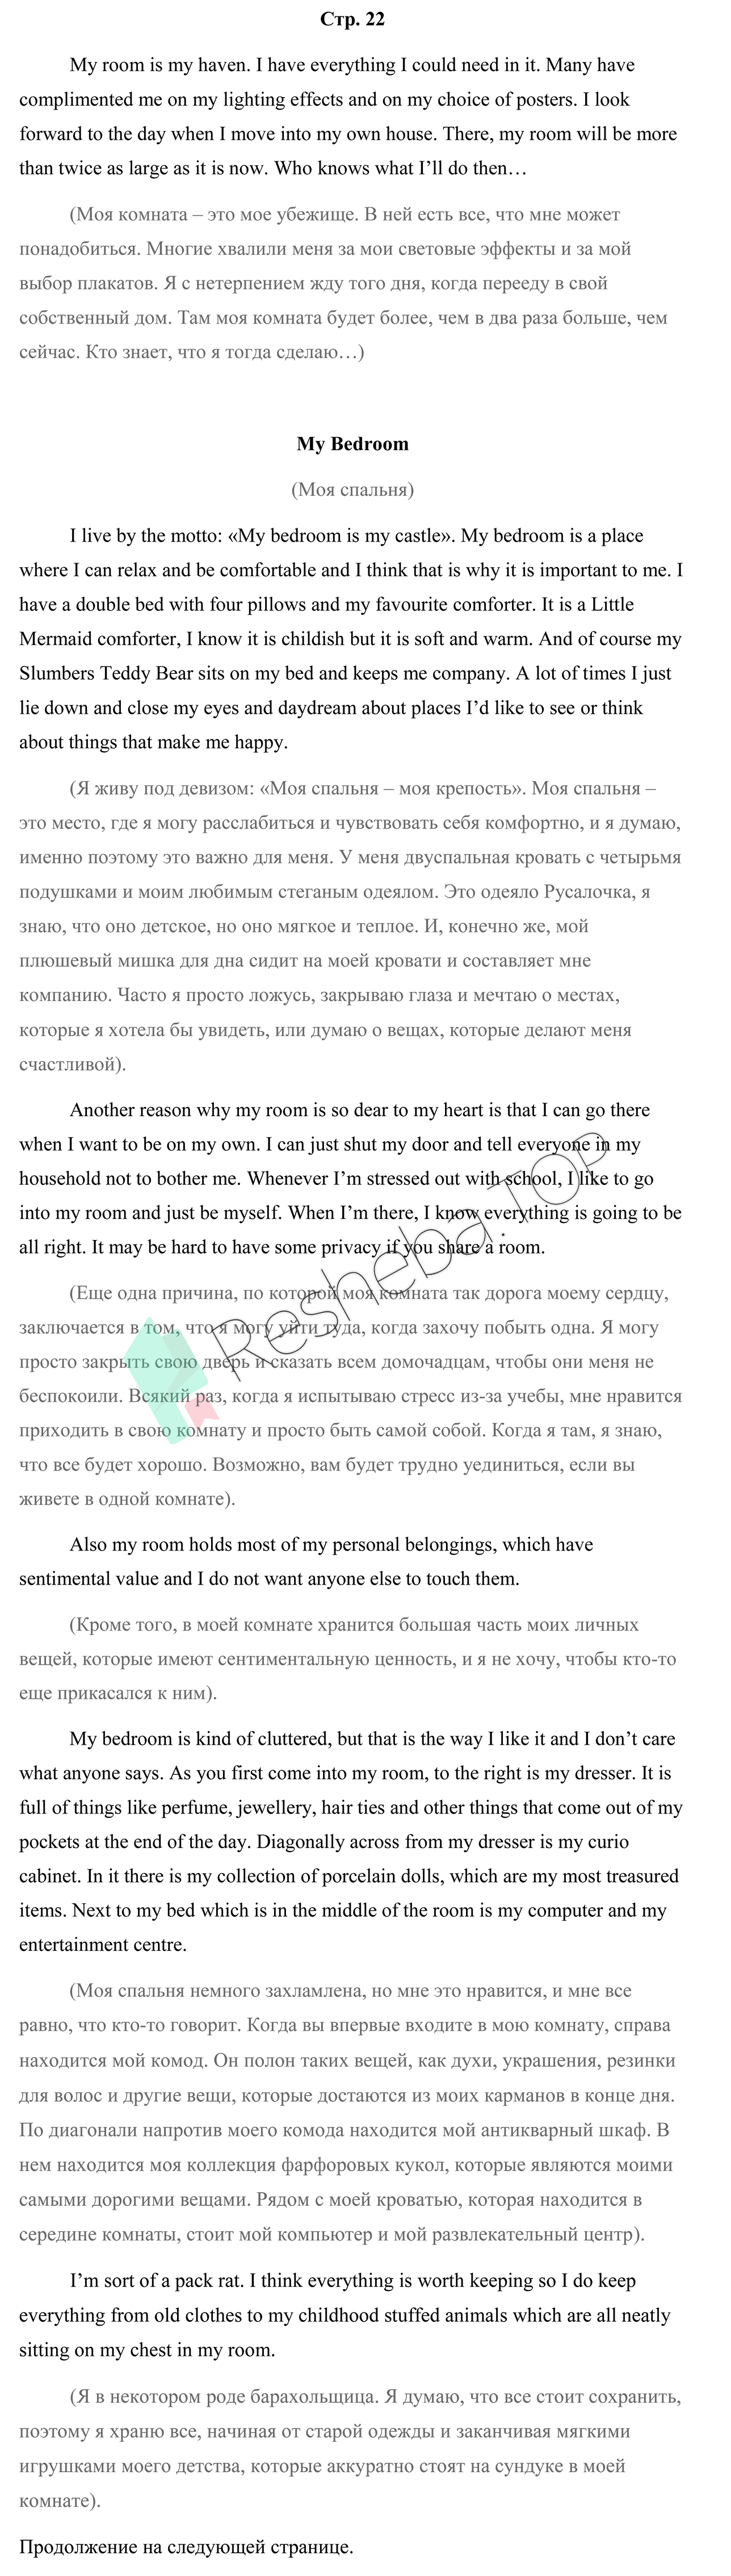 Стр. 22
My room is my haven. I have everything I could need in it. Many have
complimented me on my lighting effects and on my choice of posters. I look
forward to the day when I move into my own house. There, my room will be more
than twice as large as it is now. Who knows what I’ll do then…
(Моя комната – это мое убежище. В ней есть все, что мне может
понадобиться. Многие хвалили меня за мои световые эффекты и за мой
выбор плакатов. Я с нетерпением жду того дня, когда перееду в свой
собственный дом. Там моя комната будет более, чем в два раза больше, чем
сейчас. Кто знает, что я тогда сделаю…)
My Bedroom
(Моя спальня)
I live by the motto: «My bedroom is my castle». My bedroom is a place
where I can relax and be comfortable and I think that is why it is important to me. I
have a double bed with four pillows and my favourite comforter. It is a Little
Mermaid comforter, I know it is childish but it is soft and warm. And of course my
Slumbers Teddy Bear sits on my bed and keeps me company. A lot of times I just
lie down and close my eyes and daydream about places I’d like to see or think
about things that make me happy.
(Я живу под девизом: «Моя спальня – моя крепость». Моя спальня –
это место, где я могу расслабиться и чувствовать себя комфортно, и я думаю,
именно поэтому это важно для меня. У меня двуспальная кровать с четырьмя
подушками и моим любимым стеганым одеялом. Это одеяло Русалочка, я
знаю, что оно детское, но оно мягкое и теплое. И, конечно же, мой
плюшевый мишка для дна сидит на моей кровати и составляет мне
компанию. Часто я просто ложусь, закрываю глаза и мечтаю о местах,
которые я хотела бы увидеть, или думаю о вещах, которые делают меня
счастливой).
Another reason why my room is so dear to my heart is that I can go there
when I want to be on my own. I can just shut my door and tell everyone in my
household not to bother me. Whenever I’m stressed out with school, I like to go
into my room and just be myself. When I’m there, I know everything is going to be
all right. It may be hard to have some privacy if you share a room.
(Еще одна причина, по которой моя комната так дорога моему сердцу,
заключается в том, что я могу уйти туда, когда захочу побыть одна. Я могу
просто закрыть свою дверь и сказать всем домочадцам, чтобы они меня не
беспокоили. Всякий раз, когда я испытываю стресс из-за учебы, мне нравится
приходить в свою комнату и просто быть самой собой. Когда я там, я знаю,
что все будет хорошо. Возможно, вам будет трудно уединиться, если вы
живете в одной комнате).
Resheba.TOP
Also my room holds most of my personal belongings, which have
sentimental value and I do not want anyone else to touch them.
(Кроме того, в моей комнате хранится большая часть моих личных
вещей, которые имеют сентиментальную ценность, и я не хочу, чтобы кто-то
еще прикасался к ним).
My bedroom is kind of cluttered, but that is the way I like it and I don’t care
what anyone says. As you first come into my room, to the right is my dresser. It is
full of things like perfume, jewellery, hair ties and other things that come out of my
pockets at the end of the day. Diagonally across from my dresser is my curio
cabinet. In it there is my collection of porcelain dolls, which are my most treasured
items. Next to my bed which is in the middle of the room is my computer and my
entertainment centre.
(Моя спальня немного захламлена, но мне это нравится, и мне все
равно, что кто-то говорит. Когда вы впервые входите в мою комнату, справа
находится мой комод. Он полон таких вещей, как духи, украшения, резинки
для волос и другие вещи, которые достаются из моих карманов в конце дня.
По диагонали напротив моего комода находится мой антикварный шкаф. В
нем находится моя коллекция фарфоровых кукол, которые являются моими
самыми дорогими вещами. Рядом с моей кроватью, которая находится в
середине комнаты, стоит мой компьютер и мой развлекательный центр).
I’m sort of a pack rat. I think everything is worth keeping so I do keep
everything from old clothes to my childhood stuffed animals which are all neatly
sitting on my chest in my room.
(Я в некотором роде барахольщица. Я думаю, что все стоит сохранить,
поэтому я храню все, начиная от старой одежды и заканчивая мягкими
игрушками моего детства, которые аккуратно стоят на сундуке в моей
комнате).
Продолжение на следующей странице.